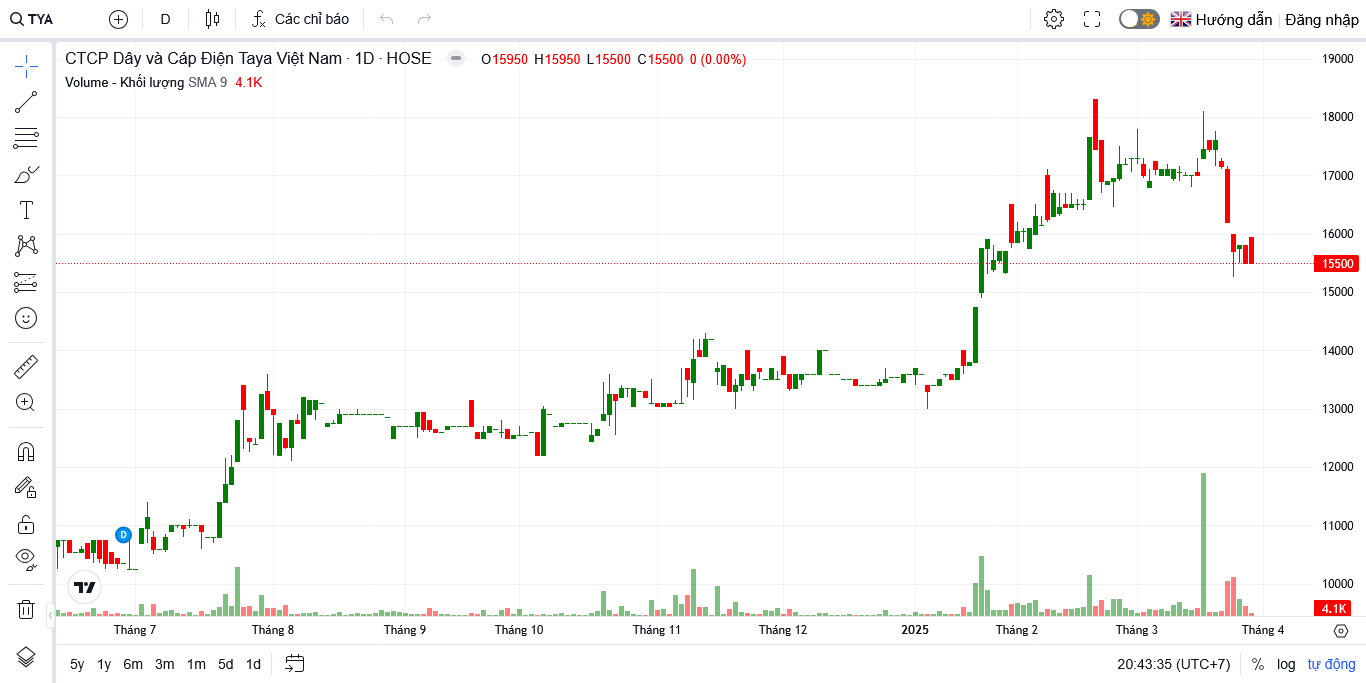 TYA D Các chỉ báo Hướng dẫn Đăng nhập
CTCP Dây và Cáp Điện Taya Việt Nam · 1D · HOSE O15950 H15950 L15500 C15500 0 (0.00%)
Volume - Khối lượng SMA 9 4.1K
19000
18000
17000
16000
15500
15000
14000
13000
12000
11000
10000
4.1K
D
Tháng 7 Tháng 8 Tháng 9 Tháng 10 Tháng 11 Tháng 12 2025 Tháng 2 Tháng 3 Tháng 4
5y 1y 6m 3m 1m 5d 1d 20:43:35 (UTC+7) % log tự động